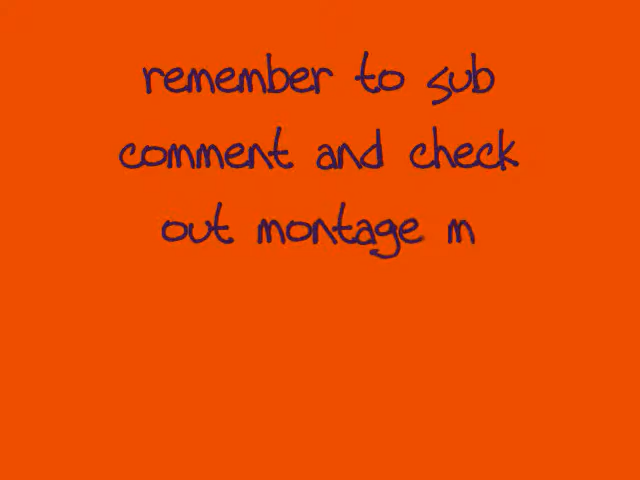 remember to sub
comment and check
out montage m